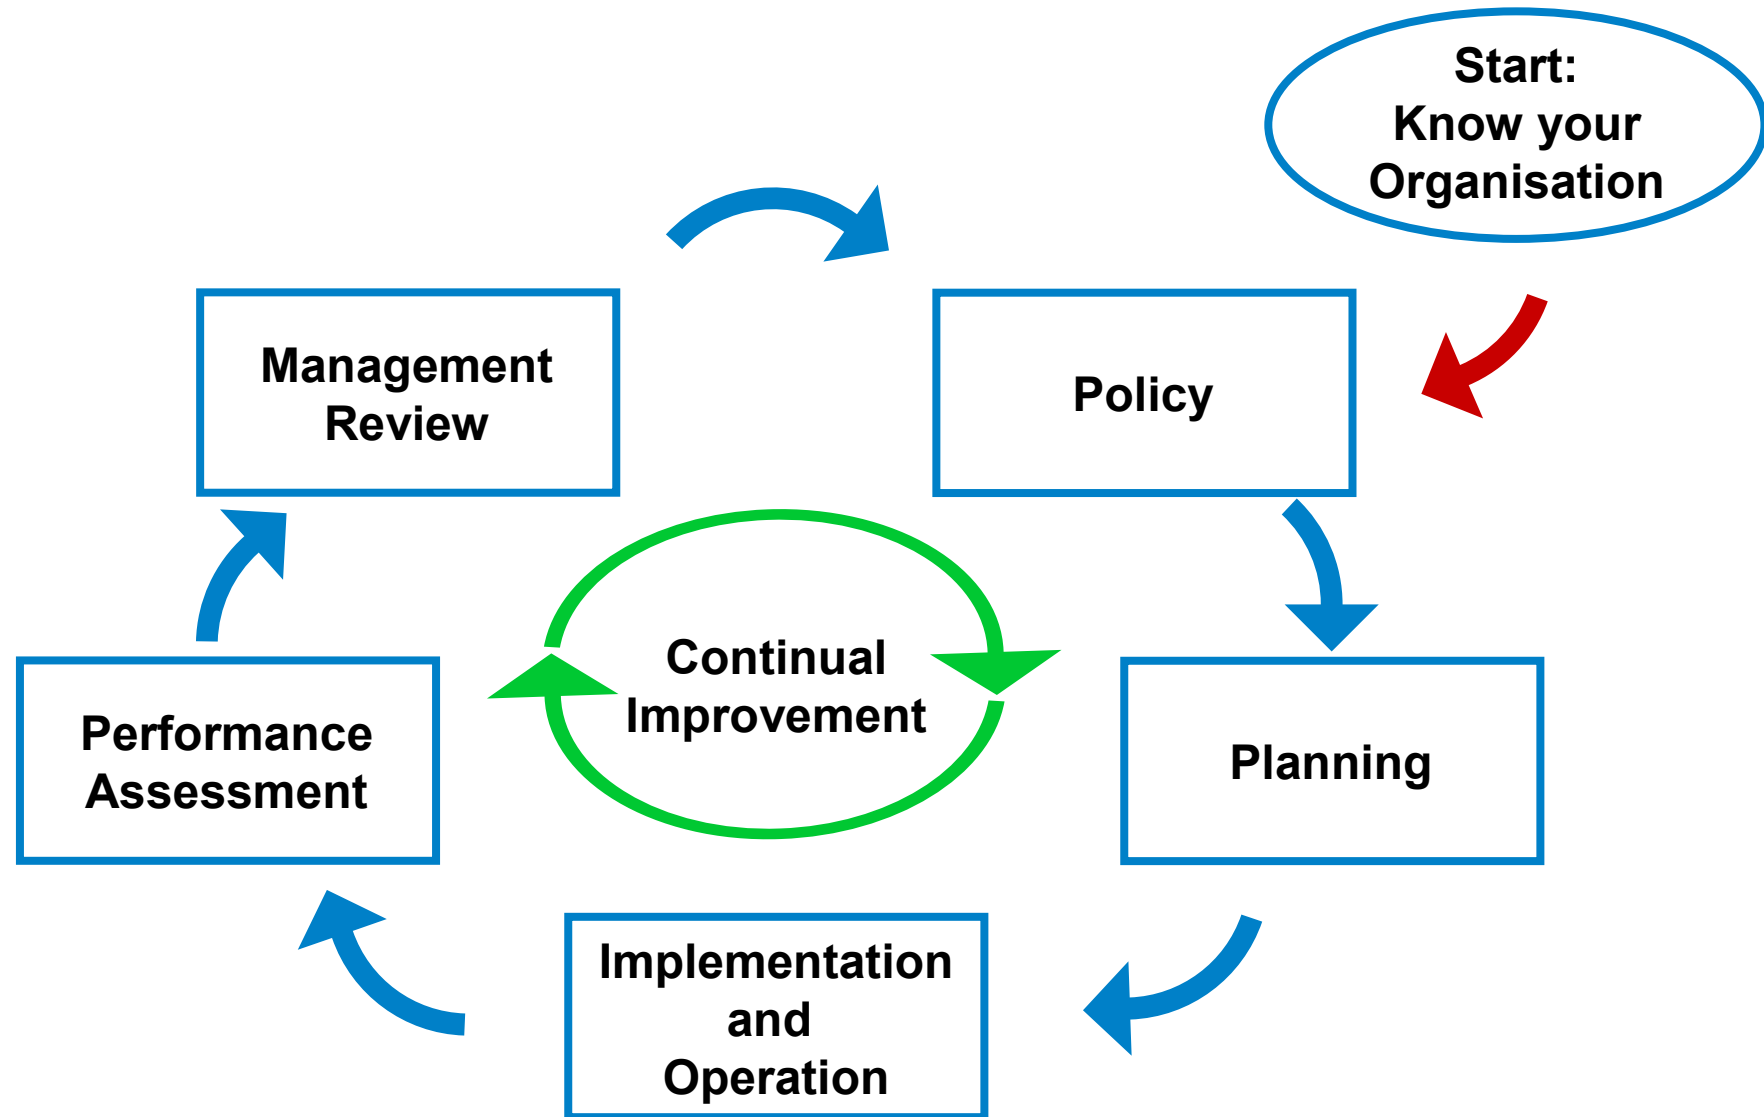 Start:
Know your
Organisation
Management
Review
Policy
Continual
Improvement
Performance
Assessment
Planning
Implementation
and
Operation